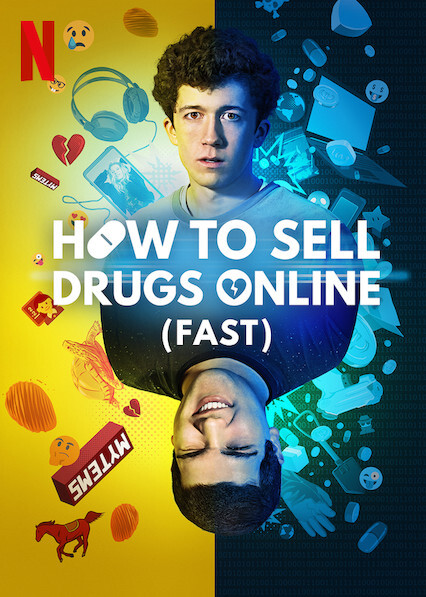 N
MYTEMS
HOW TO SELL
DRUGS ONLINE
(FAST)
MYTEMS